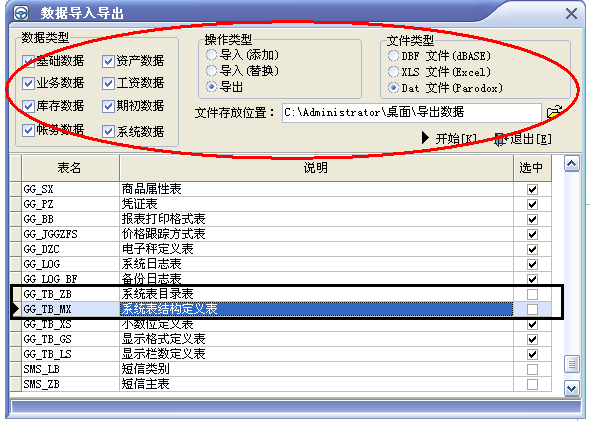 数据导入导出
数据类型
基础数据 资产数据
业务数据 工资数据
库存数据 期初数据
帐务数据 系统数据
操作类型
导入(添加)
导入(替换)
导出
文件类型
DBF 文件(dBASE)
XLS 文件(Excel)
Dat 文件(Parodox)
文件存放位置： C:\Administrator\桌面\导出数据
开始[K] 退出[E]
表名 说明 选中
GG_SX 商品属性表
GG_PZ 凭证表
GG_BB 报表打印格式表
GG_JGGZFS 价格跟踪方式表
GG_DZC 电子秤定义表
GG_LOG 系统日志表
GG_LOG_BF 备份日志表
GG_TB_ZB 系统表目录表
GG_TB_MX 系统表结构定义表
GG_TB_XS 小数位定义表
GG_TB_GS 显示格式定义表
GG_TB_LS 显示栏数定义表
SMS_LB 短信类别
SMS_ZB 短信主表